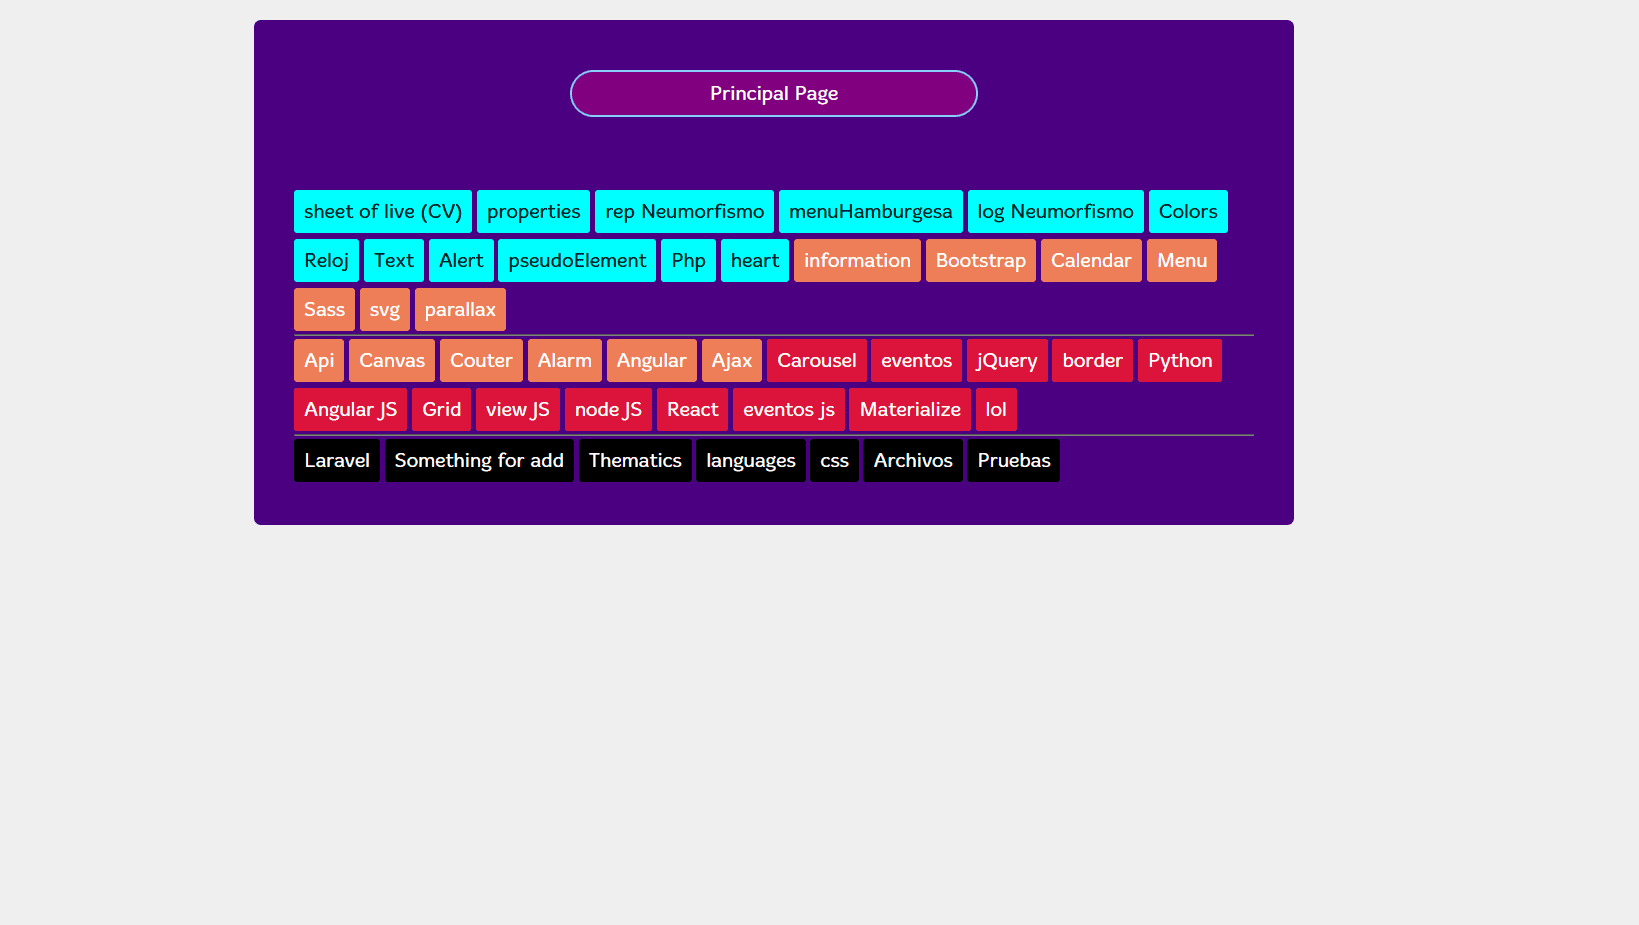 Principal Page
sheet of live (CV) properties rep Neumorfismo menuHamburgesa log Neumorfismo Colors
Reloj Text Alert pseudoElement Php heart information Bootstrap Calendar Menu
Sass svg parallax
Api Canvas Couter Alarm Angular Ajax Carousel eventos jQuery border Python
Angular JS Grid view JS node JS React eventos js Materialize lol
Laravel Something for add Thematics languages css Archivos Pruebas